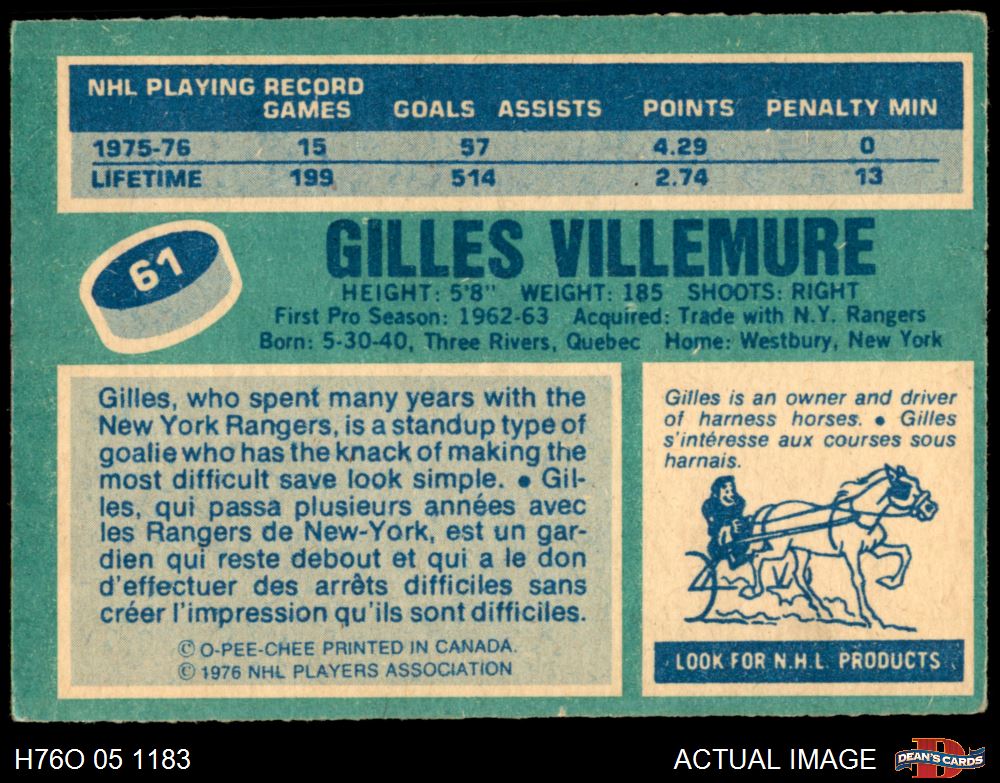 NHL PLAYING RECORD
GAMES GOALS ASSISTS POINTS PENALTY MIN
1975-76 15 57 4.29 0
LIFETIME 199 514 2.74 13
61
GILLES VILLEMURE
HEIGHT: 5'8" WEIGHT: 185 SHOOTS: RIGHT
First Pro Season: 1962-63 Acquired: Trade with N.Y. Rangers
Born: 5-30-40, Three Rivers, Quebec Home: Westbury, New York
Gilles, who spent many years with the
New York Rangers, is a standup type of
goalie who has the knack of making the
most difficult save look simple. • Gil-
les, qui passa plusieurs années avec
les Rangers de New-York, est un gar-
dien qui reste debout et qui a le don
d'effectuer des arrêts difficiles sans
créer l'impression qu'ils sont difficiles.
© O-PEE-CHEE PRINTED IN CANADA.
© 1976 NHL PLAYERS ASSOCIATION
Gilles is an owner and driver
of harness horses. • Gilles
s'intéresse aux courses sous
harnais.
LOOK FOR N.H.L. PRODUCTS
H76O 05 1183
ACTUAL IMAGE
D
DEAN'S CARDS